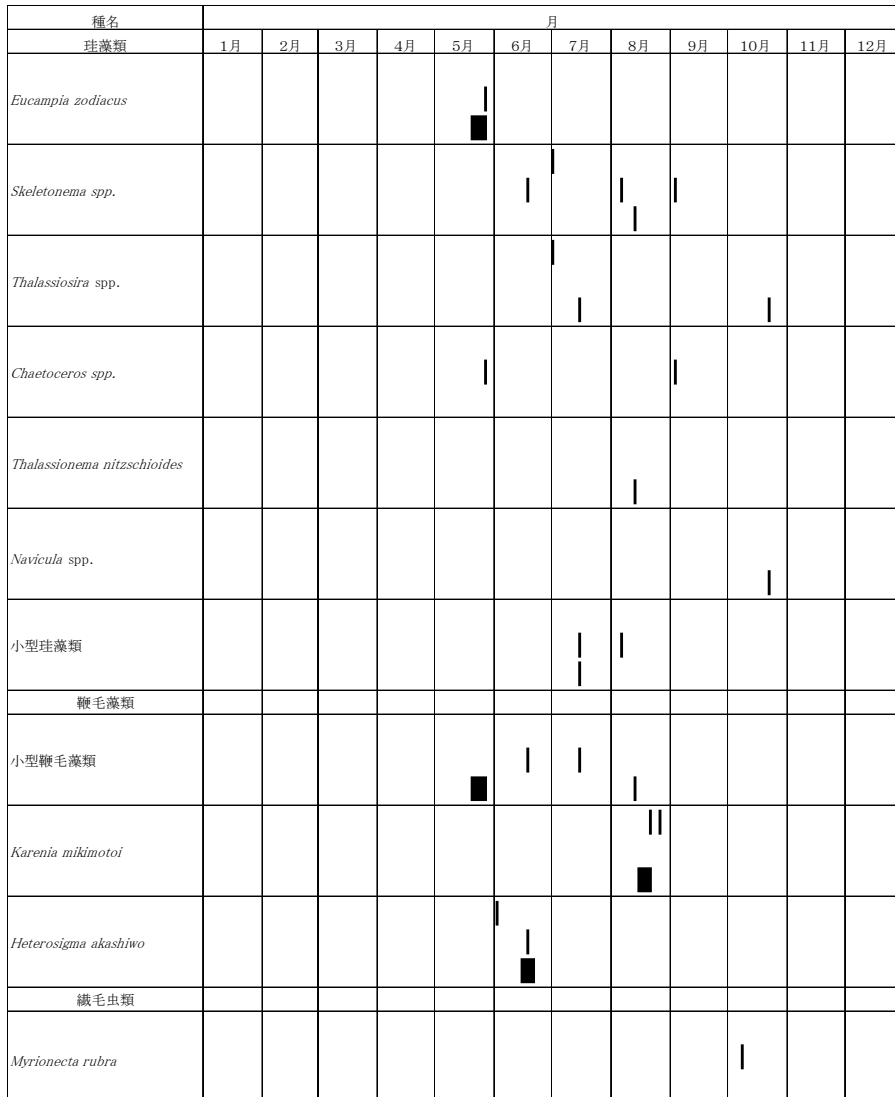 種名 月
珪藻類 1月 2月 3月 4月 5月 6月 7月 8月 9月 10月 11月 12月
Eucampia zodiacus
Skeletonema spp.
Thalassiosira spp.
Chaetoceros spp.
Thalassionema nitzschioides
Navicula spp.
小型珪藻類
鞭毛藻類
小型鞭毛藻類
Karenia mikimotoi
Heterosigma akashiwo
繊毛虫類
Myrionecta rubra